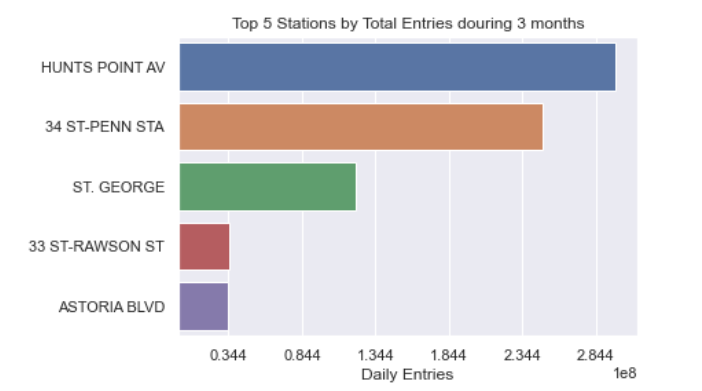 Top 5 Stations by Total Entries douring 3 months
HUNTS POINT AV
34 ST-PENN STA
ST. GEORGE
33 ST-RAWSON ST
ASTORIA BLVD
0.344 0.844 1.344 1.844 2.344 2.844
1e8
Daily Entries